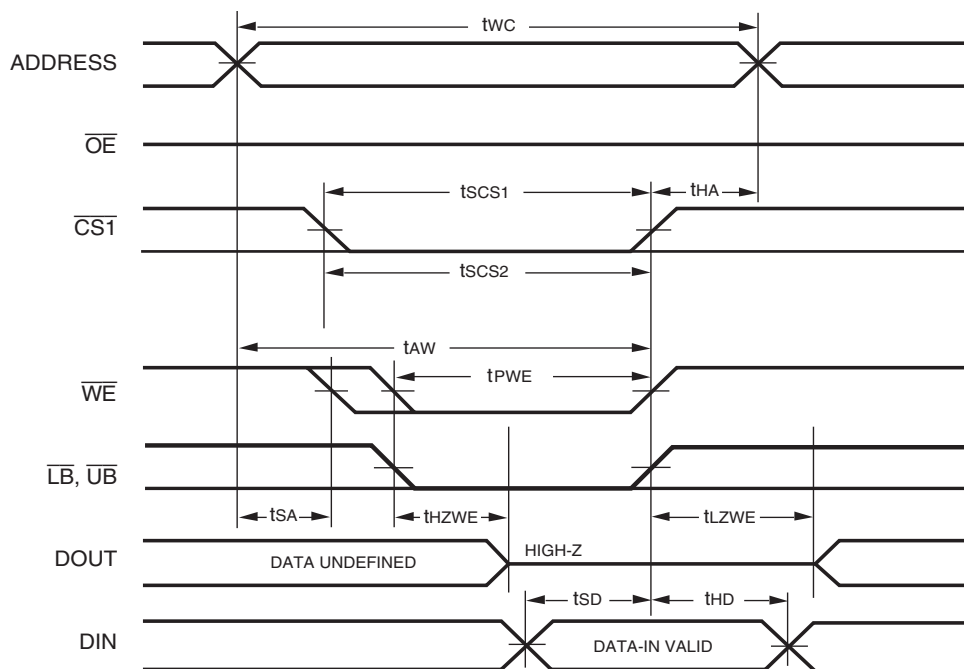 tWC
ADDRESS
OE
tSCS1
tHA
CS1
tSCS2
tAW
tPWE
WE
LB, UB
tSA
tHZWE
tLZWE
DOUT
DATA UNDEFINED
HIGH-Z
tSD
tHD
DIN
DATA-IN VALID